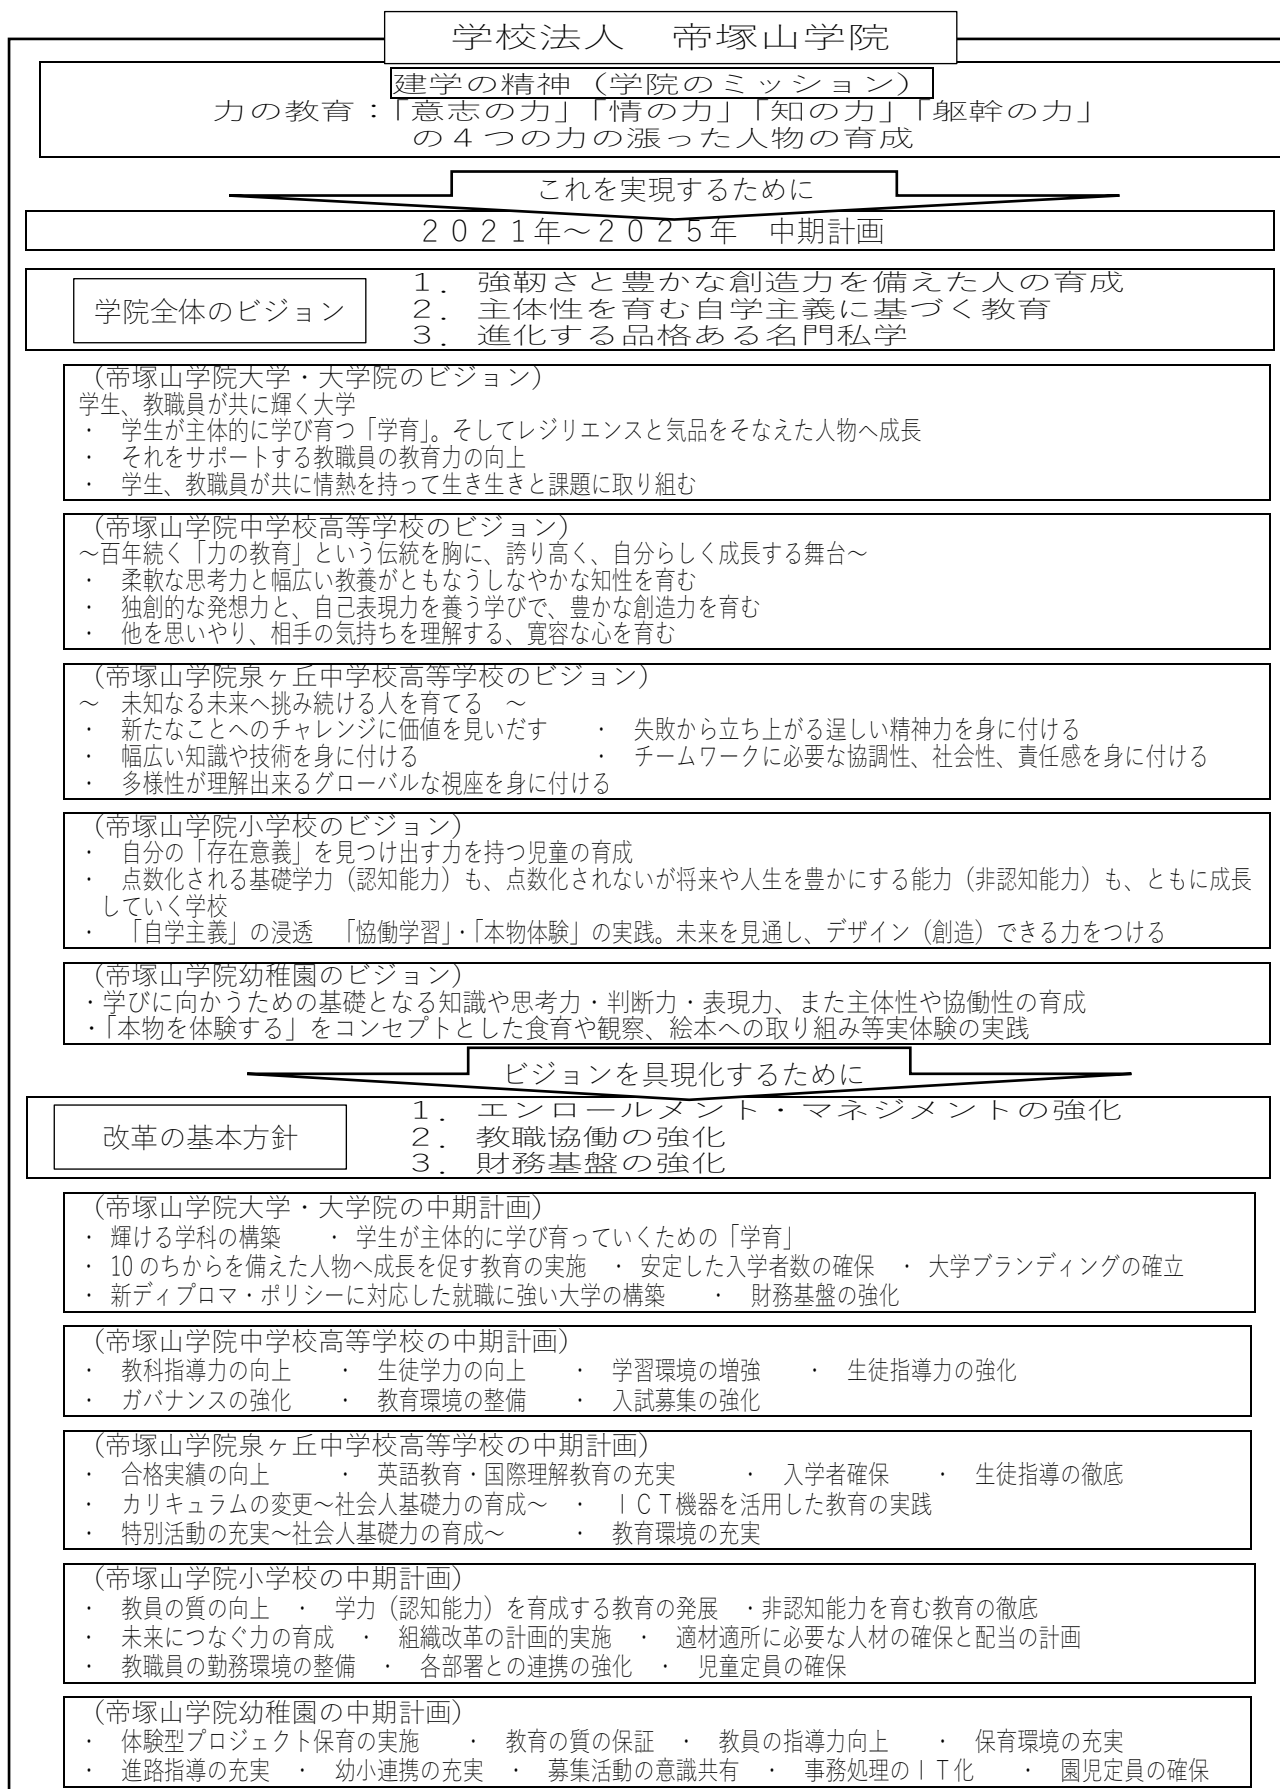 学校法人　帝塚山学院
建学の精神（学院のミッション）
力の教育：「意志の力」「情の力」「知の力」「躯幹の力」
の４つの力の漲った人物の育成
これを実現するために
２０２１年～２０２５年　中期計画
学院全体のビジョン
１．強靭さと豊かな創造力を備えた人の育成
２．主体性を育む自学主義に基づく教育
３．進化する品格ある名門私学
（帝塚山学院大学・大学院のビジョン）
学生、教職員が共に輝く大学
・　学生が主体的に学び育つ「学育」。そしてレジリエンスと気品をそなえた人物へ成長
・　それをサポートする教職員の教育力の向上
・　学生、教職員が共に情熱を持って生き生きと課題に取り組む
（帝塚山学院中学校高等学校のビジョン）
～百年続く「力の教育」という伝統を胸に、誇り高く、自分らしく成長する舞台～
・　柔軟な思考力と幅広い教養がともなうしなやかな知性を育む
・　独創的な発想力と、自己表現力を養う学びで、豊かな創造力を育む
・　他を思いやり、相手の気持ちを理解する、寛容な心を育む
（帝塚山学院泉ヶ丘中学校高等学校のビジョン）
～　未知なる未来へ挑み続ける人を育てる　～
・　新たなことへのチャレンジに価値を見いだす　　・　失敗から立ち上がる逞しい精神力を身に付ける
・　幅広い知識や技術を身に付ける　　・　チームワークに必要な協調性、社会性、責任感を身に付ける
・　多様性が理解出来るグローバルな視座を身に付ける
（帝塚山学院小学校のビジョン）
・　自分の「存在意義」を見つけ出す力を持つ児童の育成
・　点数化される基礎学力（認知能力）も、点数化されないが将来や人生を豊かにする能力（非認知能力）も、ともに成長
していく学校
・　「自学主義」の浸透　「協働学習」・「本物体験」の実践。未来を見通し、デザイン（創造）できる力をつける
（帝塚山学院幼稚園のビジョン）
・学びに向かうための基礎となる知識や思考力・判断力・表現力、また主体性や協働性の育成
・「本物を体験する」をコンセプトとした食育や観察、絵本への取り組み等実体験の実践
ビジョンを具現化するために
改革の基本方針
１．エンロールメント・マネジメントの強化
２．教職協働の強化
３．財務基盤の強化
（帝塚山学院大学・大学院の中期計画）
・ 輝ける学科の構築　　・ 学生が主体的に学び育っていくための「学育」
・ 10のちからを備えた人物へ成長を促す教育の実施　・ 安定した入学者数の確保　・ 大学ブランディングの確立
・ 新ディプロマ・ポリシーに対応した就職に強い大学の構築　　・　財務基盤の強化
（帝塚山学院中学校高等学校の中期計画）
・　教科指導力の向上　　・　生徒学力の向上　　・　学習環境の増強　　・　生徒指導力の強化
・　ガバナンスの強化　　・　教育環境の整備　　・　入試募集の強化
（帝塚山学院泉ヶ丘中学校高等学校の中期計画）
・　合格実績の向上　　・　英語教育・国際理解教育の充実　　・　入学者確保　　・　生徒指導の徹底
・　カリキュラムの変更～社会人基礎力の育成～　・　ＩＣＴ機器を活用した教育の実践
・　特別活動の充実～社会人基礎力の育成～　　・　教育環境の充実
（帝塚山学院小学校の中期計画）
・　教員の質の向上　・　学力（認知能力）を育成する教育の発展　・非認知能力を育む教育の徹底
・　未来につなぐ力の育成　・　組織改革の計画的実施　・　適材適所に必要な人材の確保と配当の計画
・　教職員の勤務環境の整備　・　各部署との連携の強化　・　児童定員の確保
（帝塚山学院幼稚園の中期計画）
・　体験型プロジェクト保育の実施　　・　教育の質の保証　・　教員の指導力向上　　・　保育環境の充実
・　進路指導の充実　・　幼小連携の充実　・　募集活動の意識共有　・　事務処理のＩＴ化　　・　園児定員の確保